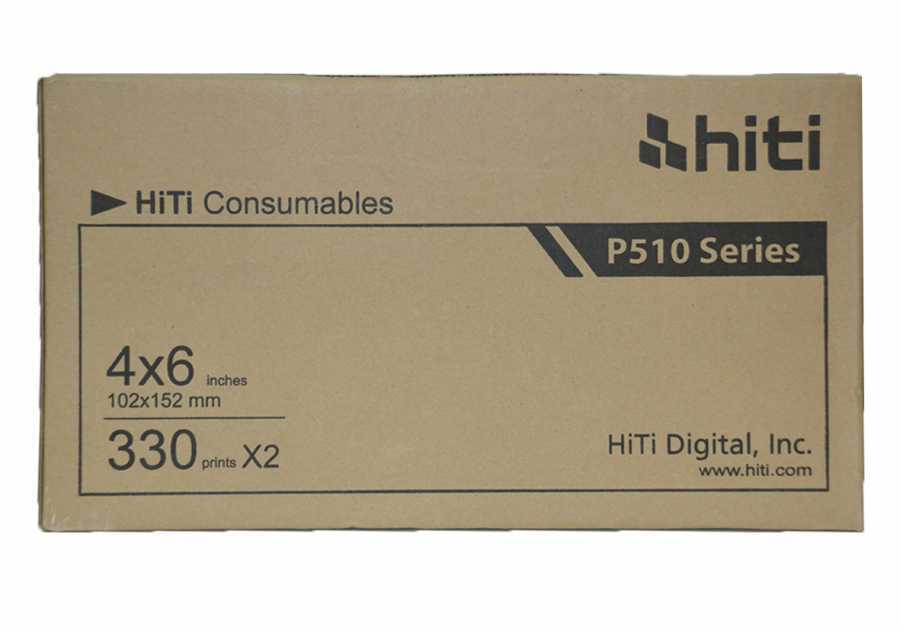 hiti
HiTi Consumables
P510 Series
4x6 inches
102x152 mm
330 prints X2
HiTi Digital, Inc.
www.hiti.com